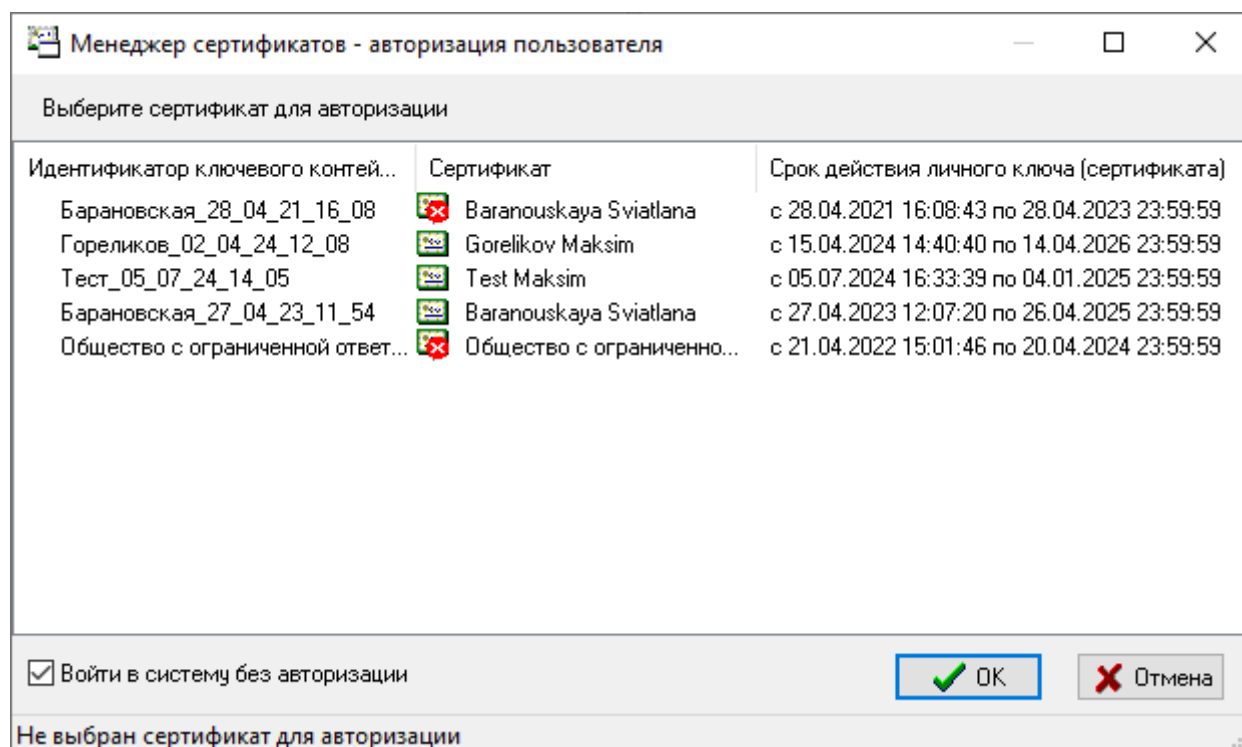 Менеджер сертификатов - авторизация пользователя
Выберите сертификат для авторизации
Идентификатор ключевого контей... Сертификат Срок действия личного ключа (сертификата)
Барановская_28_04_21_16_08 Baranouskaya Sviatlana с 28.04.2021 16:08:43 по 28.04.2023 23:59:59
Гореликов_02_04_24_12_08 Gorelikov Maksim с 15.04.2024 14:40:40 по 14.04.2026 23:59:59
Тест_05_07_24_14_05 Test Maksim с 05.07.2024 16:33:39 по 04.01.2025 23:59:59
Барановская_27_04_23_11_54 Baranouskaya Sviatlana с 27.04.2023 12:07:20 по 26.04.2025 23:59:59
Общество с ограниченной ответ... Общество с ограниченно... с 21.04.2022 15:01:46 по 20.04.2024 23:59:59
Войти в систему без авторизации OK Отмена
Не выбран сертификат для авторизации